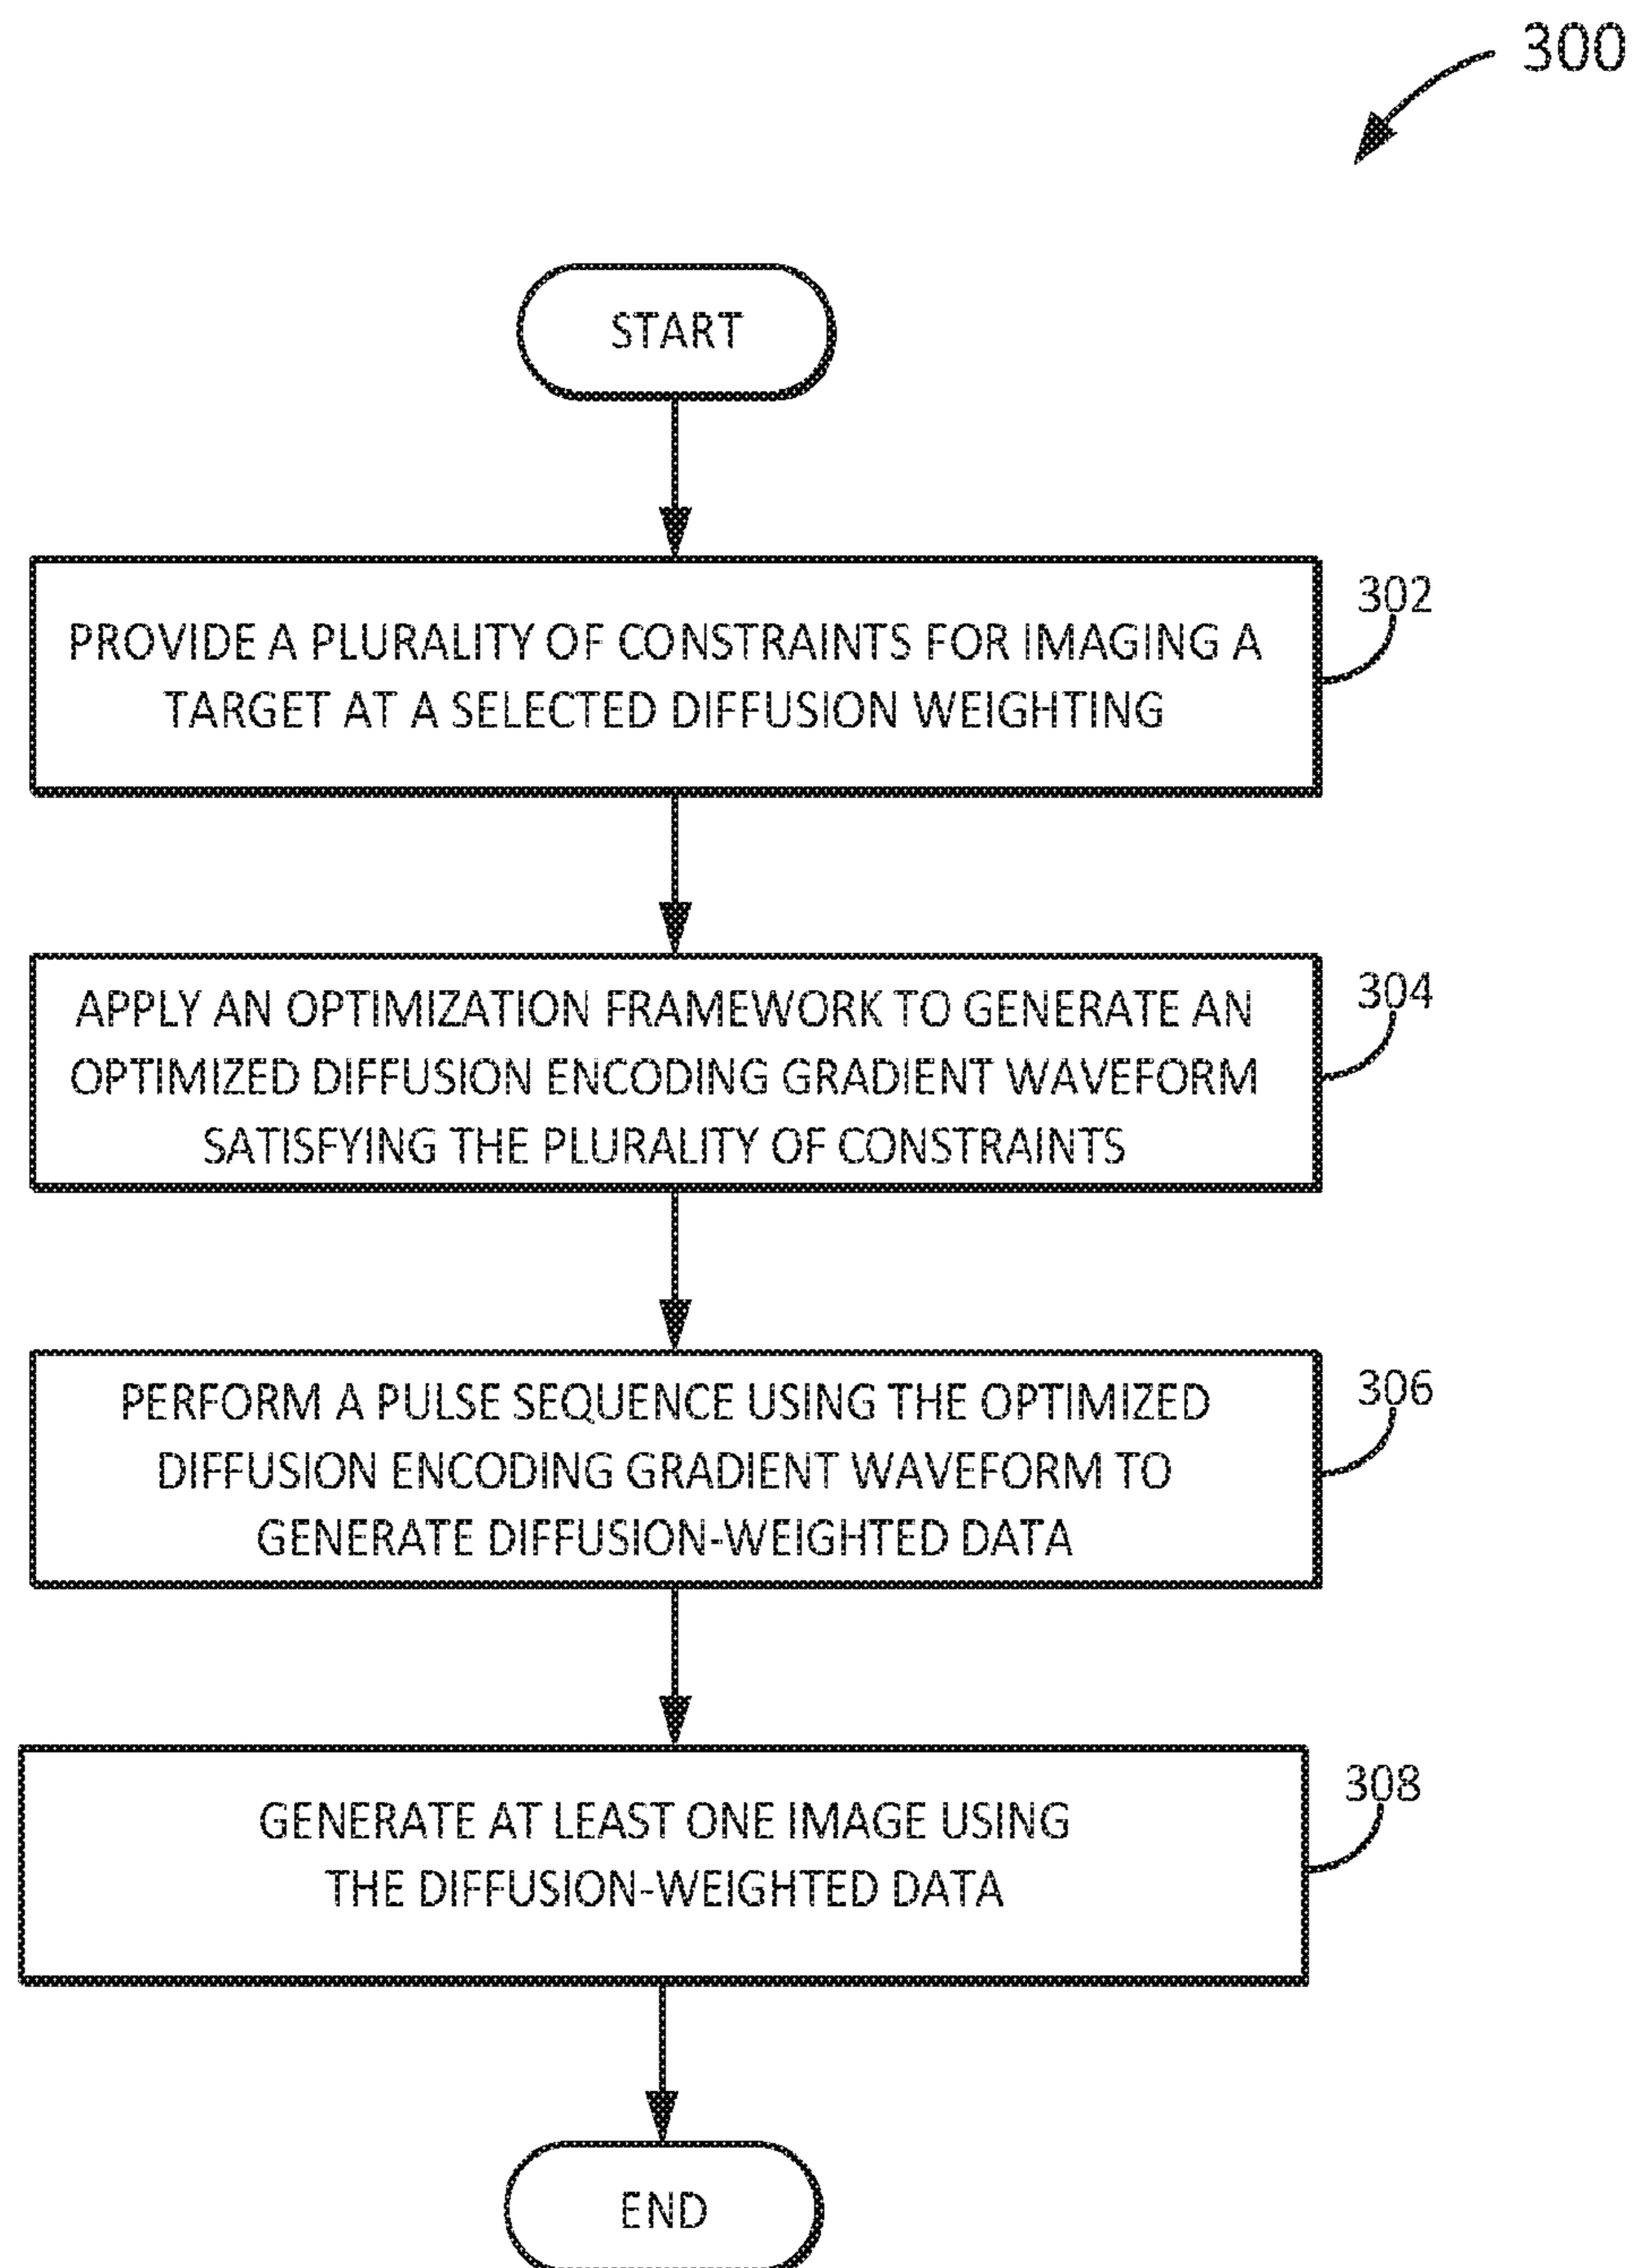 300
START
PROVIDE A PLURALITY OF CONSTRAINTS FOR IMAGING A
TARGET AT A SELECTED DIFFUSION WEIGHTING
302
APPLY AN OPTIMIZATION FRAMEWORK TO GENERATE AN
OPTIMIZED DIFFUSION ENCODING GRADIENT WAVEFORM
SATISFYING THE PLURALITY OF CONSTRAINTS
304
PERFORM A PULSE SEQUENCE USING THE OPTIMIZED
DIFFUSION ENCODING GRADIENT WAVEFORM TO
GENERATE DIFFUSION-WEIGHTED DATA
306
GENERATE AT LEAST ONE IMAGE USING
THE DIFFUSION-WEIGHTED DATA
308
END